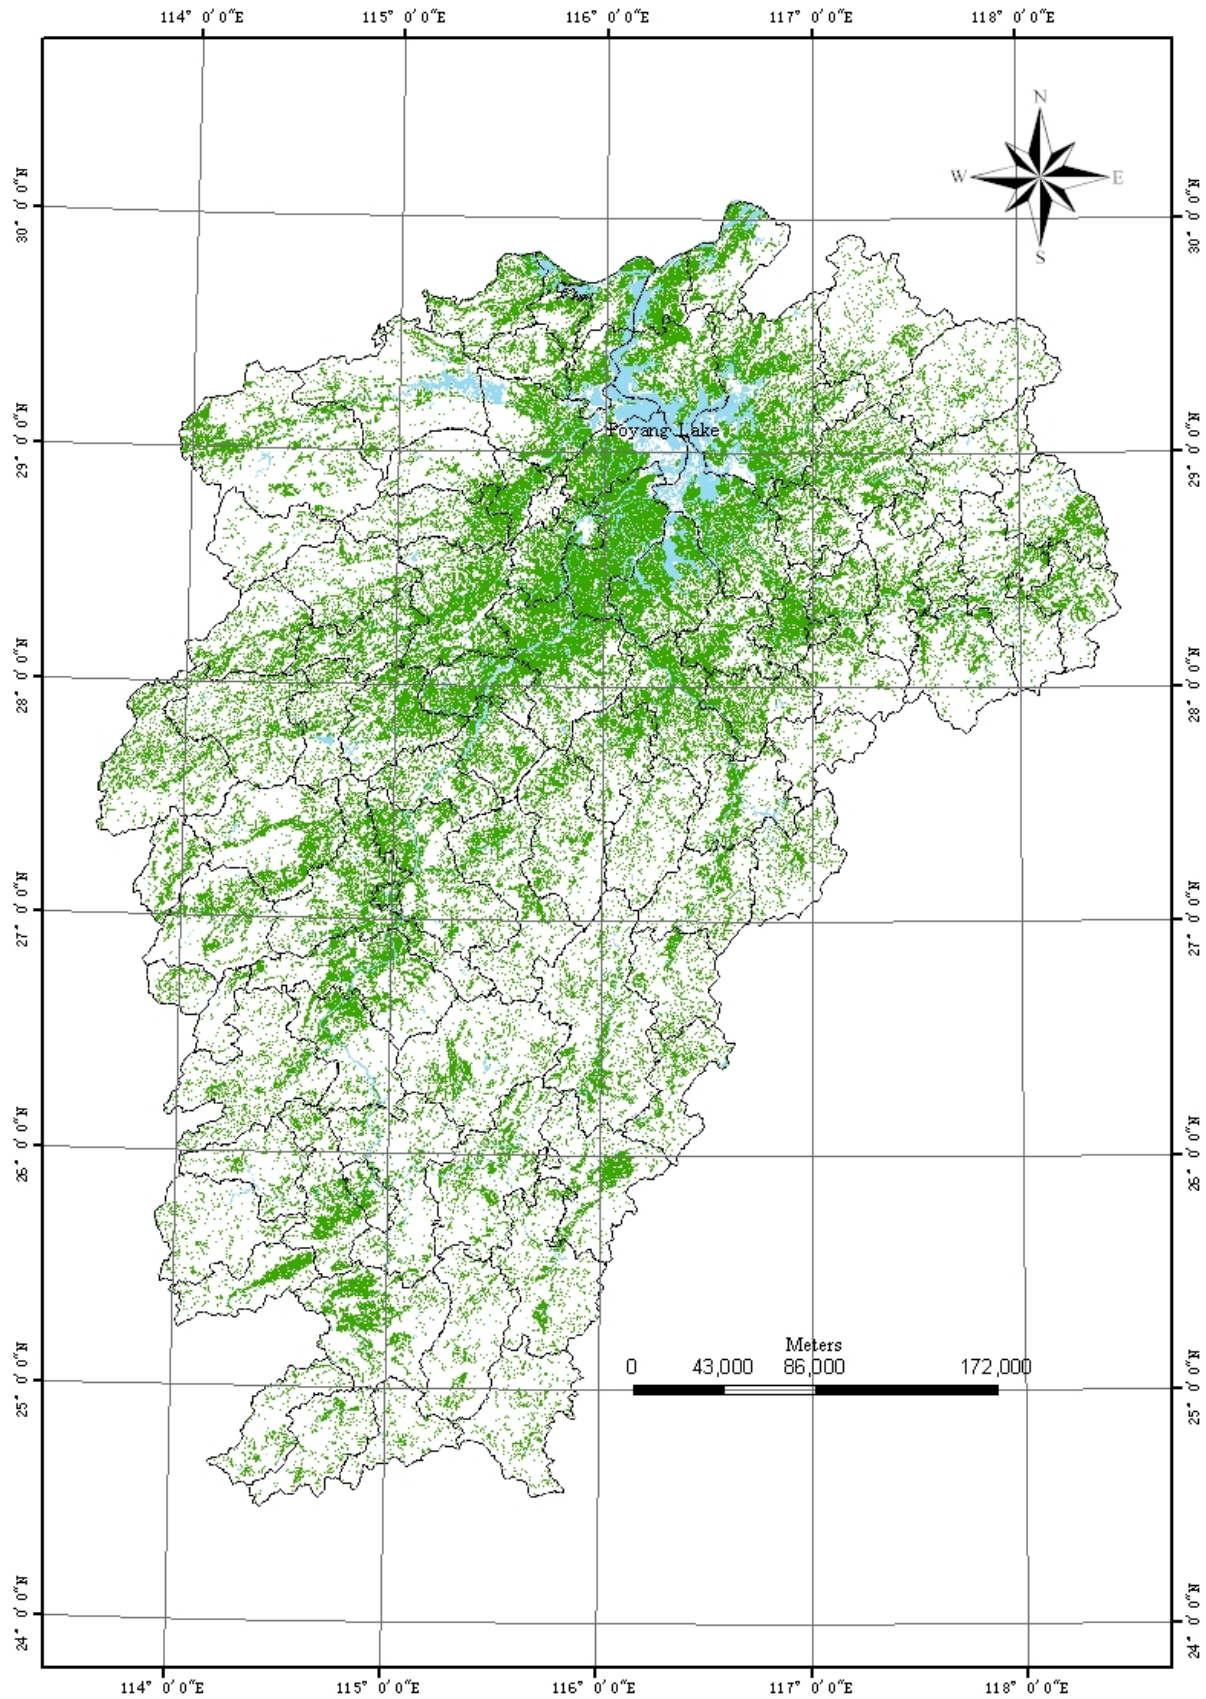 114° 0′ 0″E
115° 0′ 0″E
116° 0′ 0″E
117° 0′ 0″E
118° 0′ 0″E
N
W
E
S
30° 0′ 0″N
30° 0′ 0″N
29° 0′ 0″N
29° 0′ 0″N
Poyang Lake
28° 0′ 0″N
28° 0′ 0″N
27° 0′ 0″N
27° 0′ 0″N
26° 0′ 0″N
26° 0′ 0″N
Meters
0 43,000 86,000 172,000
25° 0′ 0″N
25° 0′ 0″N
24° 0′ 0″N
24° 0′ 0″N
114° 0′ 0″E
115° 0′ 0″E
116° 0′ 0″E
117° 0′ 0″E
118° 0′ 0″E